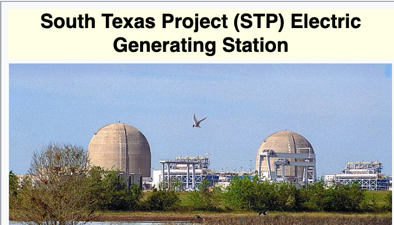 South Texas Project (STP) Electric
Generating Station